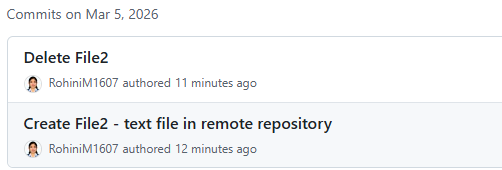 Commits on Mar 5, 2026
Delete File2
RohiniM1607 authored 11 minutes ago
Create File2 - text file in remote repository
RohiniM1607 authored 12 minutes ago